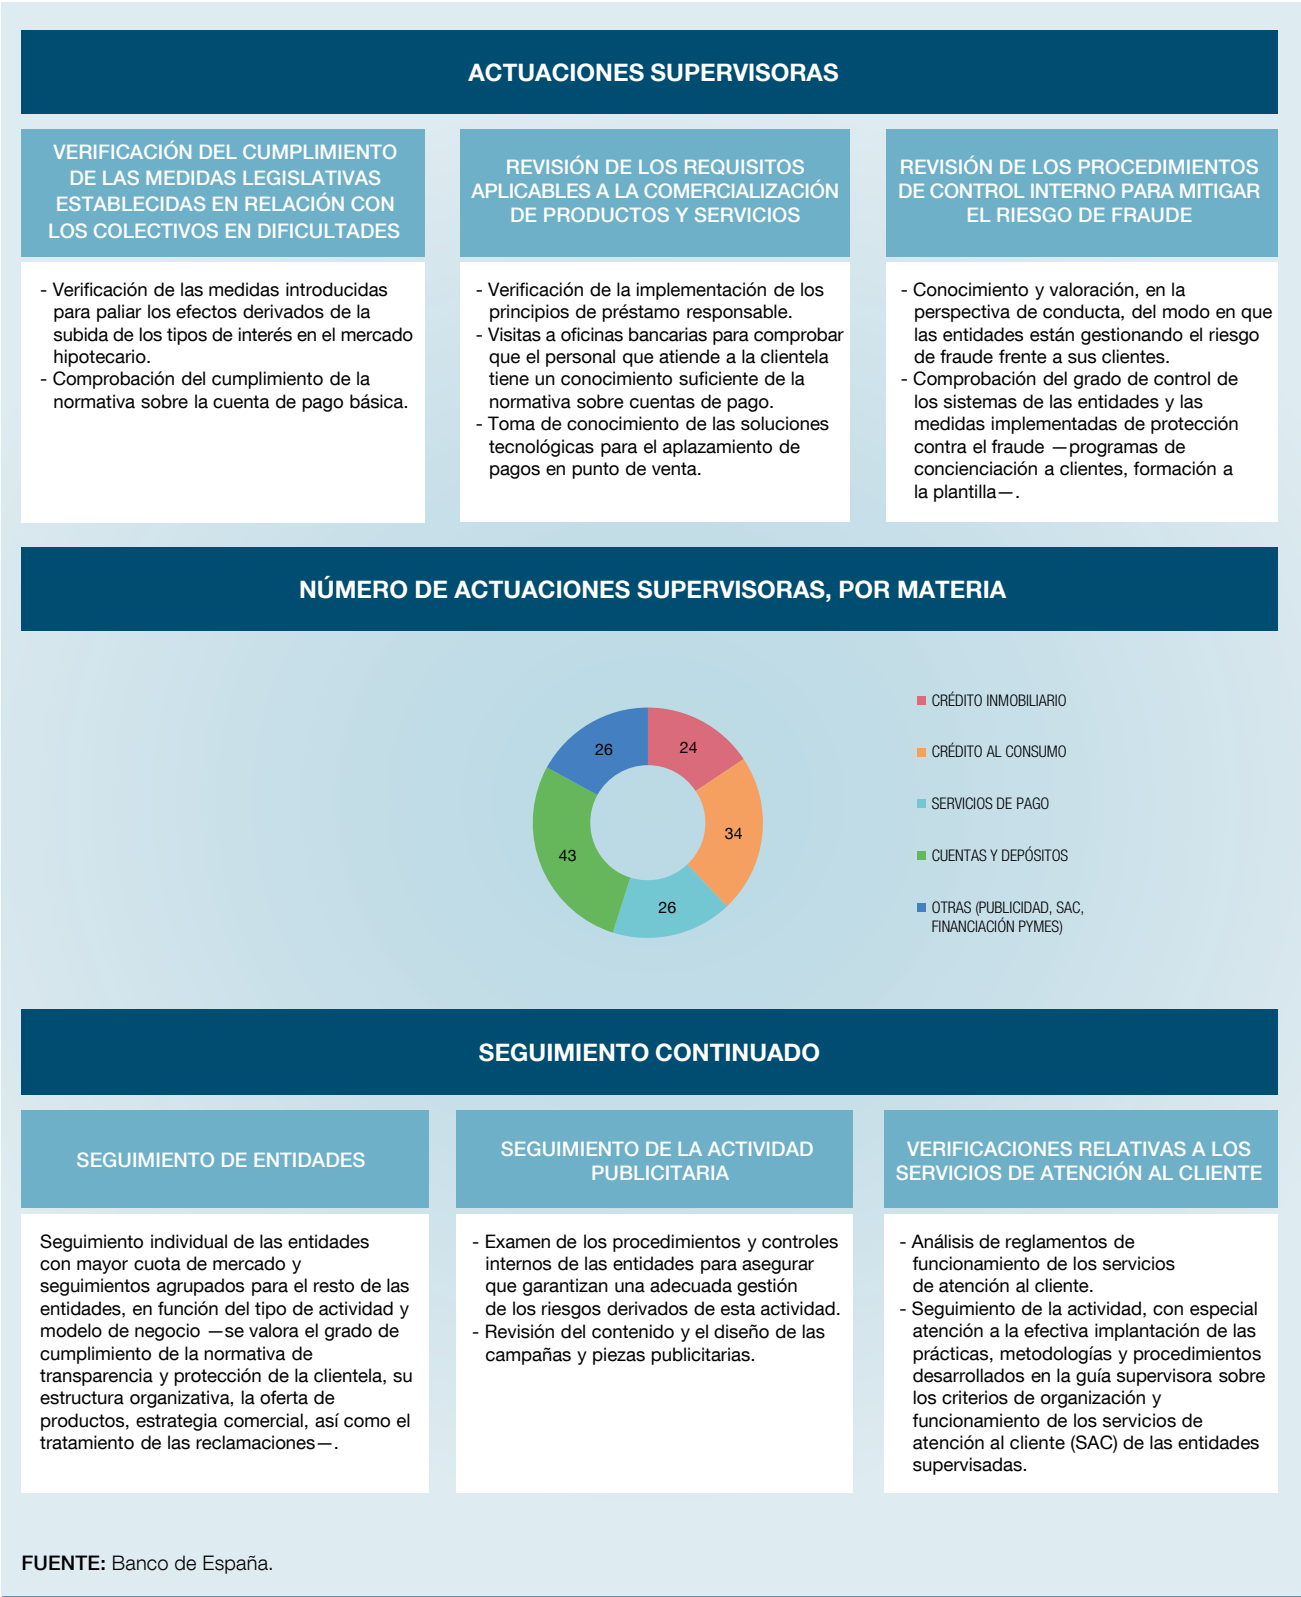 ACTUACIONES SUPERVISORAS
VERIFICACIÓN DEL CUMPLIMIENTO
DE LAS MEDIDAS LEGISLATIVAS
ESTABLECIDAS EN RELACIÓN CON
LOS COLECTIVOS EN DIFICULTADES
- Verificación de las medidas introducidas
para paliar los efectos derivados de la
subida de los tipos de interés en el mercado
hipotecario.
- Comprobación del cumplimiento de la
normativa sobre la cuenta de pago básica.
REVISIÓN DE LOS REQUISITOS
APLICABLES A LA COMERCIALIZACIÓN
DE PRODUCTOS Y SERVICIOS
- Verificación de la implementación de los
principios de préstamo responsable.
- Visitas a oficinas bancarias para comprobar
que el personal que atiende a la clientela
tiene un conocimiento suficiente de la
normativa sobre cuentas de pago.
- Toma de conocimiento de las soluciones
tecnológicas para el aplazamiento de
pagos en punto de venta.
REVISIÓN DE LOS PROCEDIMIENTOS
DE CONTROL INTERNO PARA MITIGAR
EL RIESGO DE FRAUDE
- Conocimiento y valoración, en la
perspectiva de conducta, del modo en que
las entidades están gestionando el riesgo
de fraude frente a sus clientes.
- Comprobación del grado de control de
los sistemas de las entidades y las
medidas implementadas de protección
contra el fraude —programas de
concienciación a clientes, formación a
la plantilla—.
NÚMERO DE ACTUACIONES SUPERVISORAS, POR MATERIA
24
34
26
43
26
CRÉDITO INMOBILIARIO
CRÉDITO AL CONSUMO
SERVICIOS DE PAGO
CUENTAS Y DEPÓSITOS
OTRAS (PUBLICIDAD, SAC,
FINANCIACIÓN PYMES)
SEGUIMIENTO CONTINUADO
SEGUIMIENTO DE ENTIDADES
Seguimiento individual de las entidades
con mayor cuota de mercado y
seguimientos agrupados para el resto de las
entidades, en función del tipo de actividad y
modelo de negocio —se valora el grado de
cumplimiento de la normativa de
transparencia y protección de la clientela, su
estructura organizativa, la oferta de
productos, estrategia comercial, así como el
tratamiento de las reclamaciones—.
SEGUIMIENTO DE LA ACTIVIDAD
PUBLICITARIA
- Examen de los procedimientos y controles
internos de las entidades para asegurar
que garantizan una adecuada gestión
de los riesgos derivados de esta actividad.
- Revisión del contenido y el diseño de las
campañas y piezas publicitarias.
VERIFICACIONES RELATIVAS A LOS
SERVICIOS DE ATENCIÓN AL CLIENTE
- Análisis de reglamentos de
funcionamiento de los servicios
de atención al cliente.
- Seguimiento de la actividad, con especial
atención a la efectiva implantación de las
prácticas, metodologías y procedimientos
desarrollados en la guía supervisora sobre
los criterios de organización y
funcionamiento de los servicios de
atención al cliente (SAC) de las entidades
supervisadas.
FUENTE: Banco de España.